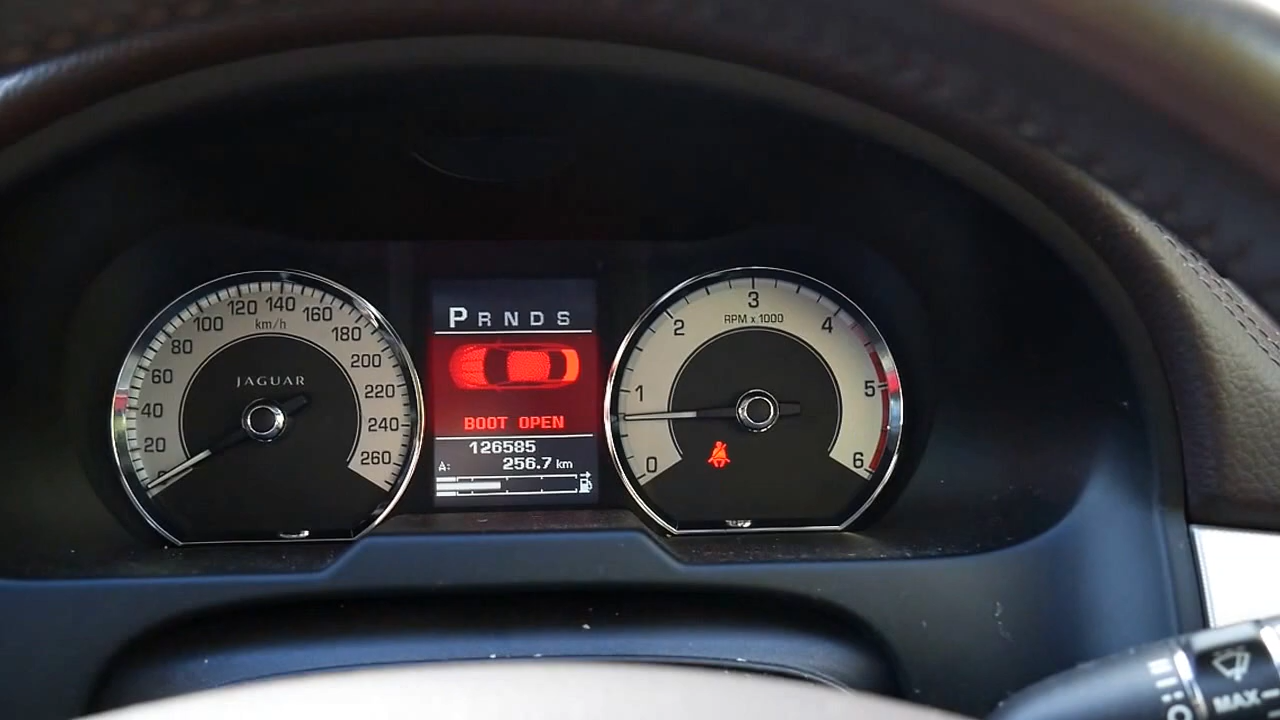 120 140 160
100 180
km/h
80 200
60 220
40 240
20 260
JAGUAR
P R N D S
BOOT OPEN
126585
A: 256.7 km
3
2 4
RPM x 1000
1 5
0 6
MAX